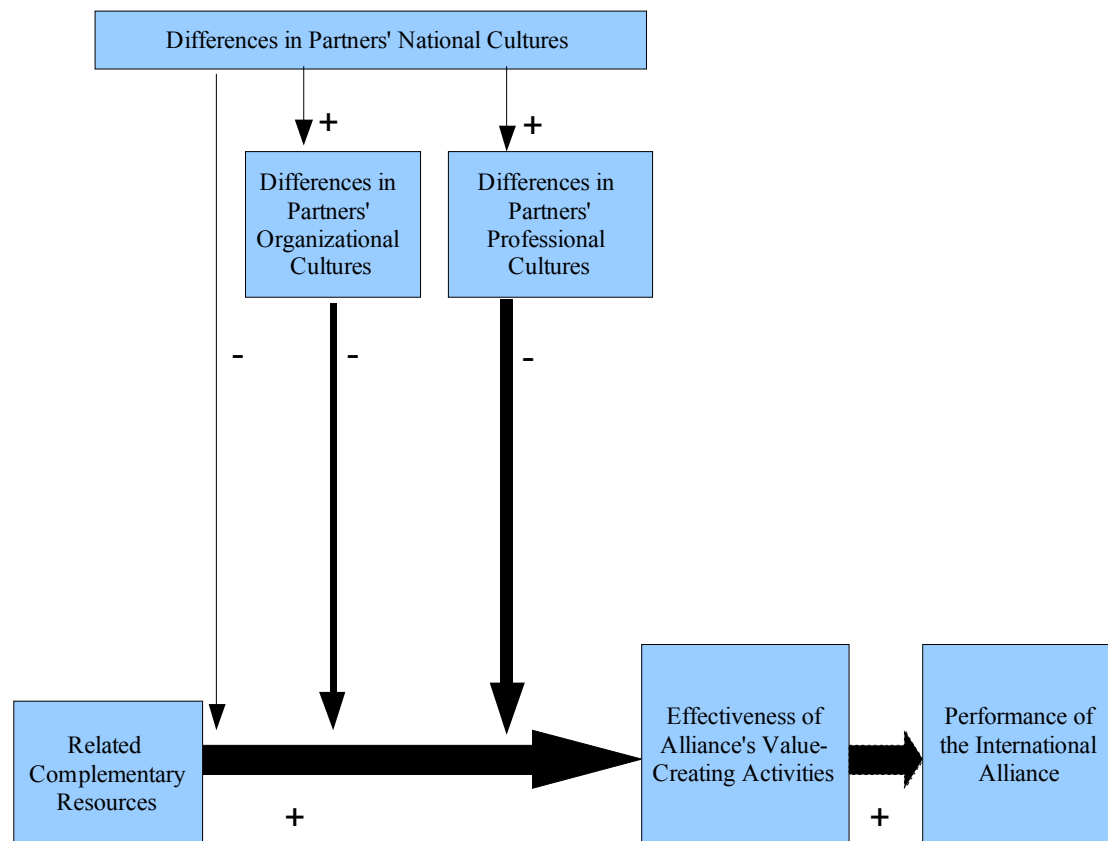 Differences in Partners' National Cultures
+
+
Differences in
Partners'
Organizational
Cultures
Differences in
Partners'
Professional
Cultures
-
-
-
Related
Complementary
Resources
+
Effectiveness of
Alliance's Value-
Creating Activities
+
Performance of
the International
Alliance